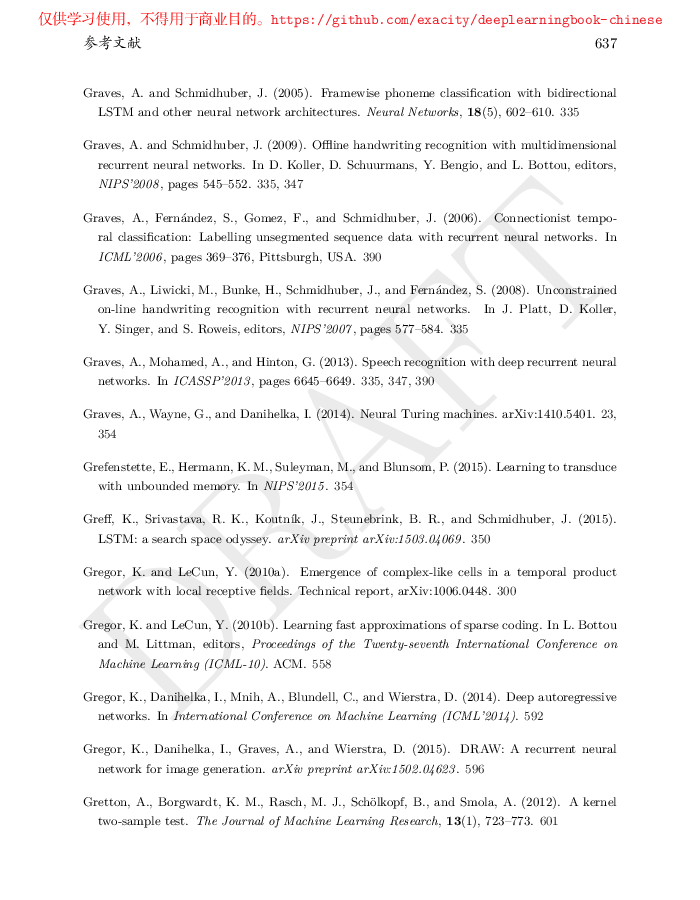 仅供学习使用，不得用于商业目的。https://github.com/exacity/deeplearningbook-chinese
参考文献 637
Graves, A. and Schmidhuber, J. (2005). Framewise phoneme classification with bidirectional
LSTM and other neural network architectures. Neural Networks, 18(5), 602–610. 335
Graves, A. and Schmidhuber, J. (2009). Offline handwriting recognition with multidimensional
recurrent neural networks. In D. Koller, D. Schuurmans, Y. Bengio, and L. Bottou, editors,
NIPS'2008, pages 545–552. 335, 347
Graves, A., Fernández, S., Gomez, F., and Schmidhuber, J. (2006). Connectionist tempo-
ral classification: Labelling unsegmented sequence data with recurrent neural networks. In
ICML'2006, pages 369–376, Pittsburgh, USA. 390
Graves, A., Liwicki, M., Bunke, H., Schmidhuber, J., and Fernández, S. (2008). Unconstrained
on-line handwriting recognition with recurrent neural networks. In J. Platt, D. Koller,
Y. Singer, and S. Roweis, editors, NIPS'2007, pages 577–584. 335
Graves, A., Mohamed, A., and Hinton, G. (2013). Speech recognition with deep recurrent neural
networks. In ICASSP'2013, pages 6645–6649. 335, 347, 390
Graves, A., Wayne, G., and Danihelka, I. (2014). Neural Turing machines. arXiv:1410.5401. 23,
354
Grefenstette, E., Hermann, K. M., Suleyman, M., and Blunsom, P. (2015). Learning to transduce
with unbounded memory. In NIPS'2015. 354
Greff, K., Srivastava, R. K., Koutník, J., Steunebrink, B. R., and Schmidhuber, J. (2015).
LSTM: a search space odyssey. arXiv preprint arXiv:1503.04069. 350
Gregor, K. and LeCun, Y. (2010a). Emergence of complex-like cells in a temporal product
network with local receptive fields. Technical report, arXiv:1006.0448. 300
Gregor, K. and LeCun, Y. (2010b). Learning fast approximations of sparse coding. In L. Bottou
and M. Littman, editors, Proceedings of the Twenty-seventh International Conference on
Machine Learning (ICML-10). ACM. 558
Gregor, K., Danihelka, I., Mnih, A., Blundell, C., and Wierstra, D. (2014). Deep autoregressive
networks. In International Conference on Machine Learning (ICML'2014). 592
Gregor, K., Danihelka, I., Graves, A., and Wierstra, D. (2015). DRAW: A recurrent neural
network for image generation. arXiv preprint arXiv:1502.04623. 596
Gretton, A., Borgwardt, K. M., Rasch, M. J., Schölkopf, B., and Smola, A. (2012). A kernel
two-sample test. The Journal of Machine Learning Research, 13(1), 723–773. 601
DRAFT